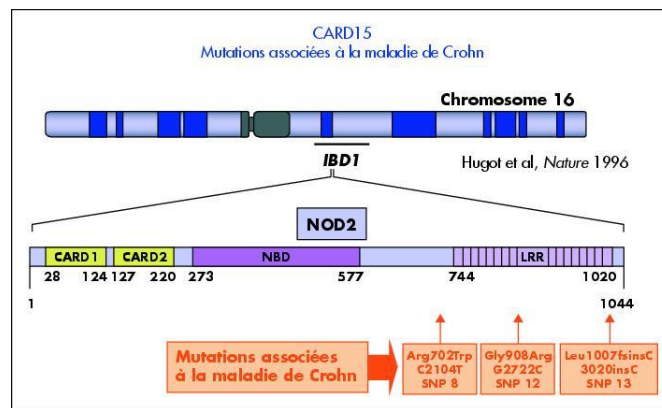 CARD15
Mutations associées à la maladie de Crohn
Chromosome 16
IBD1
Hugot et al, Nature 1996
NOD2
CARD1 CARD2 NBD LRR
28 124 127 220 273 577 744 1020
1 1044
Mutations associées
à la maladie de Crohn
Arg702Trp
C2104T
SNP 8
Gly908Arg
G2722C
SNP 12
Leu1007fsinsC
3020insC
SNP 13